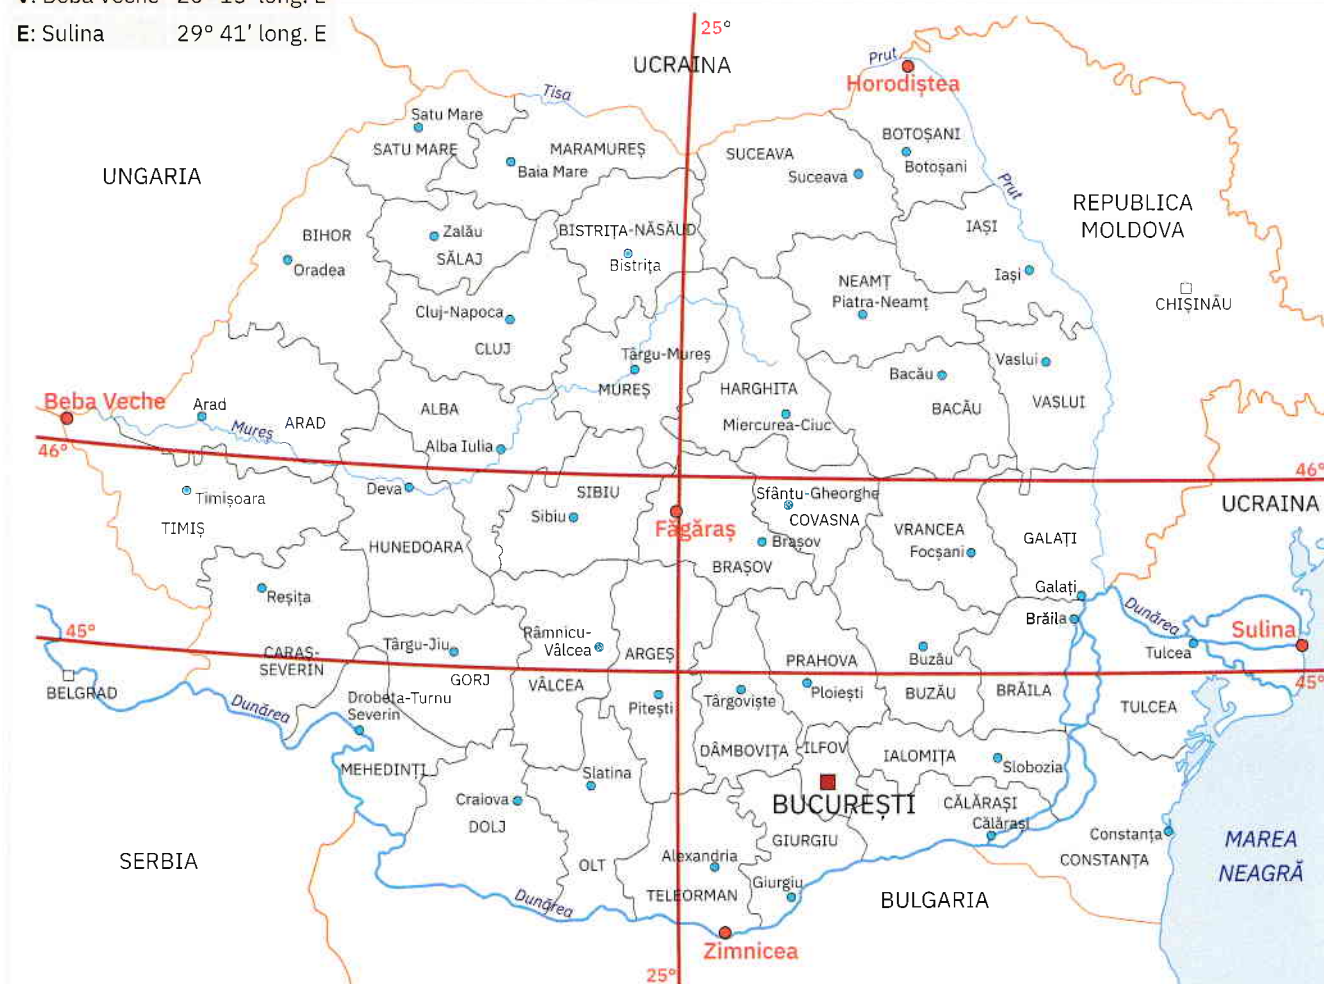 V: Beba Veche 20° 15′ long. E
E: Sulina 29° 41′ long. E
25°
UCRAINA
Prut
Horodiștea
Tisa
Satu Mare
SATU MARE
MARAMUREȘ
Baia Mare
SUCEAVA
Suceava
BOTOȘANI
Botoșani
Prut
UNGARIA
REPUBLICA
MOLDOVA
BIHOR
Oradea
Zalău
SĂLAJ
BISTRIȚA-NĂSĂUD
Bistrița
IAȘI
Iași
NEAMȚ
Piatra-Neamț
CHIȘINĂU
Cluj-Napoca
CLUJ
Târgu-Mureș
MUREȘ
HARGHITA
Miercurea-Ciuc
Bacău
BACĂU
Vaslui
VASLUI
Beba Veche
Arad
ARAD
Mureș
ALBA
Alba Iulia
46°
46°
Timișoara
TIMIȘ
Deva
HUNEDOARA
SIBIU
Sibiu
Făgăraș
Sfântu-Gheorghe
COVASNA
Brașov
BRAȘOV
VRANCEA
Focșani
GALAȚI
UCRAINA
Reșița
Galați
Brăila
Dunărea
Sulina
Tulcea
45°
45°
CARAȘ-
SEVERIN
Târgu-Jiu
GORJ
Râmnicu-
Vâlcea
VÂLCEA
ARGEȘ
Pitești
PRAHOVA
Ploiești
Târgoviște
Buzău
BUZĂU
BRĂILA
TULCEA
BELGRAD
Dunărea
Drobeta-Turnu
Severin
MEHEDINȚI
DÂMBOVIȚA
ILFOV
IALOMIȚA
Slobozia
Slatina
Craiova
DOLJ
BUCUREȘTI
CĂLĂRAȘI
Călărași
Constanța
CONSTANȚA
MAREA
NEAGRĂ
SERBIA
OLT
Alexandria
TELEORMAN
GIURGIU
Giurgiu
Dunărea
BULGARIA
Zimnicea
25°